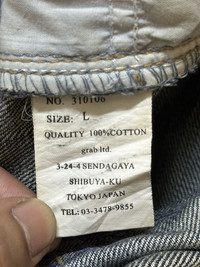 NO. 310106
SIZE: L
QUALITY 100%COTTON
grab ltd.
3-24-4 SENDAGAYA
SHIBUYA-KU
TOKYO JAPAN
TEL: 03-3478-9855